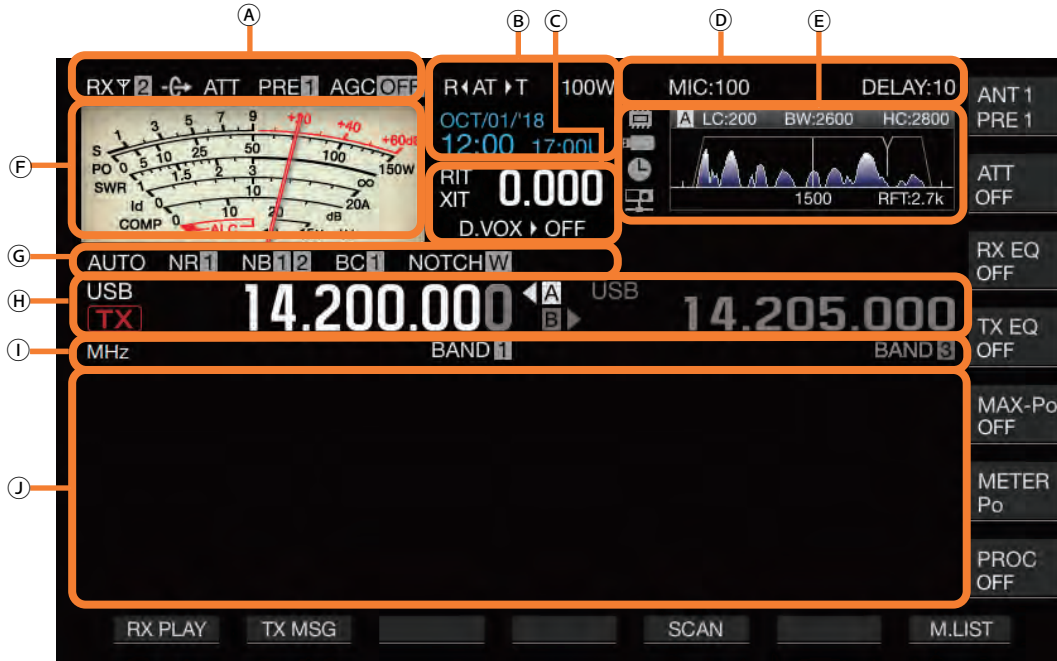 Ⓐ Ⓑ Ⓒ Ⓓ Ⓔ
RX 2 ATT PRE 1 AGC OFF
R AT T 100W
MIC:100 DELAY:10
ANT 1
PRE 1
OCT/01/'18
12:00 17:00U
A LC:200 BW:2600 HC:2800
1500 RFT:2.7k
Ⓕ
S 1 3 5 7 9 +20 +40 +60dB
PO 0 5 10 25 50 100 150W
SWR 1 1.5 2 3 ∞
Id 0 10 20A
COMP 0 10 20 dB
ALC
RIT
XIT 0.000
D.VOX OFF
ATT
OFF
Ⓖ
AUTO NR 1 NB 1 2 BC 1 NOTCH W
RX EQ
OFF
Ⓗ
USB 14.200.000 A USB 14.205.000
TX B
TX EQ
OFF
Ⓘ
MHz BAND 1 BAND 3
Ⓙ
MAX-Po
OFF
METER
Po
PROC
OFF
RX PLAY TX MSG SCAN M.LIST